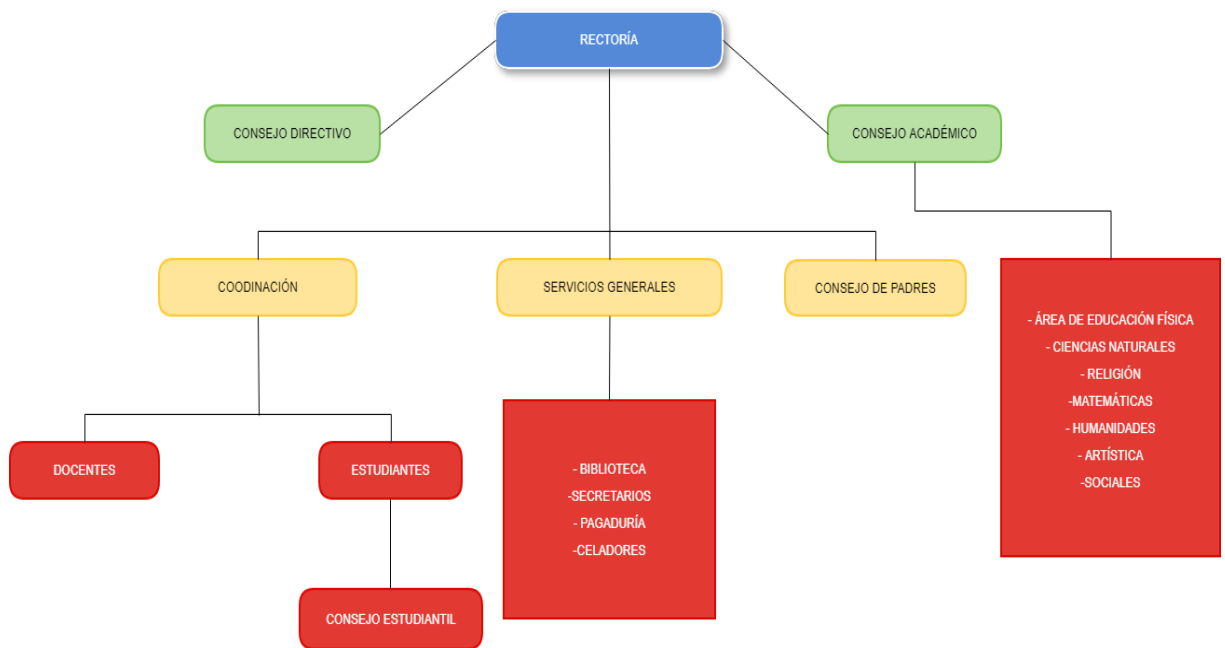 RECTORÍA
CONSEJO DIRECTIVO
CONSEJO ACADÉMICO
COODINACIÓN
SERVICIOS GENERALES
CONSEJO DE PADRES
- ÁREA DE EDUCACIÓN FÍSICA
- CIENCIAS NATURALES
- RELIGIÓN
-MATEMÁTICAS
- HUMANIDADES
- ARTÍSTICA
-SOCIALES
DOCENTES
ESTUDIANTES
- BIBLIOTECA
-SECRETARIOS
- PAGADURÍA
-CELADORES
CONSEJO ESTUDIANTIL